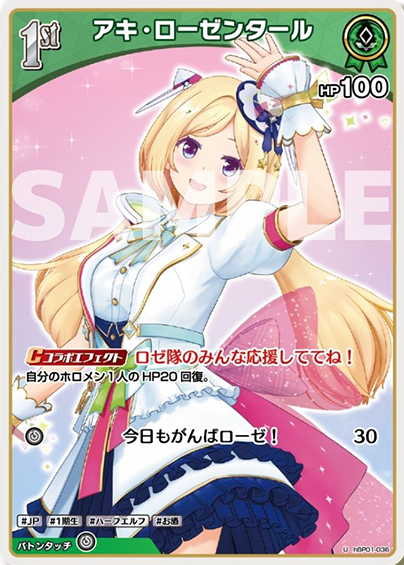 1st
アキ・ローゼンタール
HP100
SAMPLE
コラボエフェクト ロゼ隊のみんな応援しててね！
自分のホロメン1人のHP20回復。
今日もがんばローゼ！ 30
#JP #1期生 #ハーフエルフ #お酒
バトンタッチ
U hBP01-036